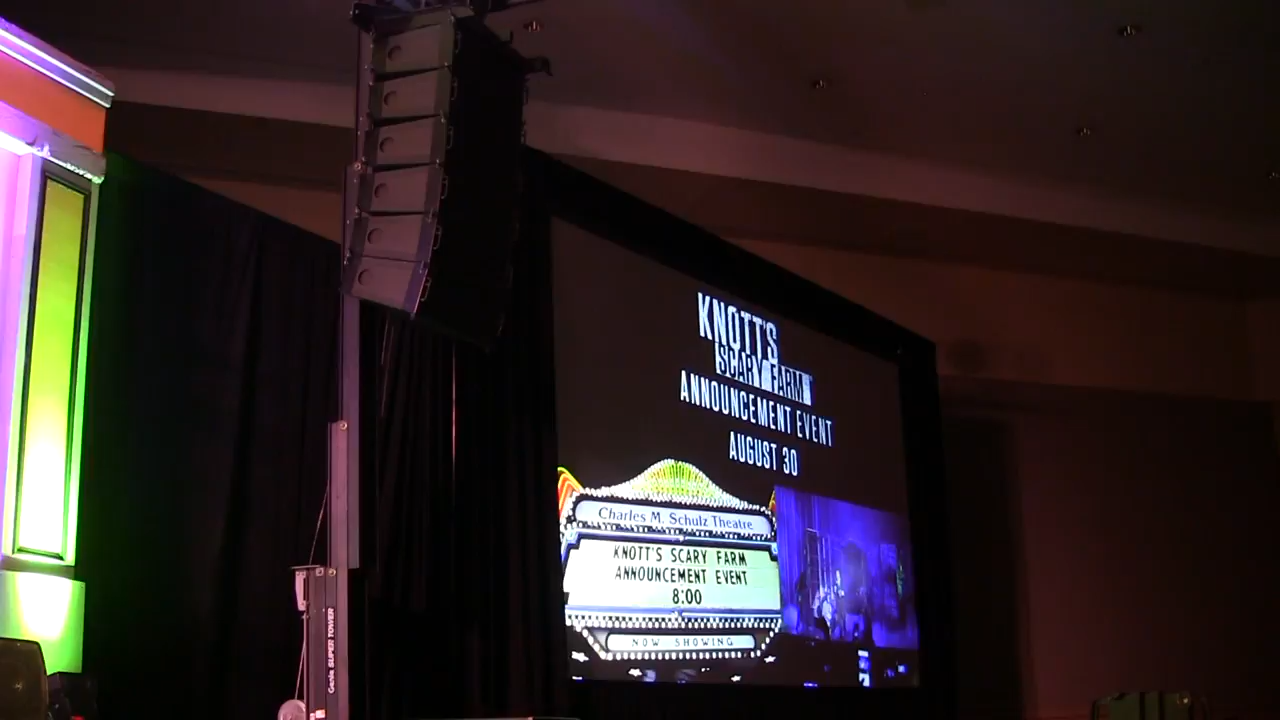 KNOTT'S
SCARY FARM
ANNOUNCEMENT EVENT
AUGUST 30
Charles M. Schulz Theatre
KNOTT'S SCARY FARM
ANNOUNCEMENT EVENT
8:00
NOW SHOWING
Genie SUPER TOWER